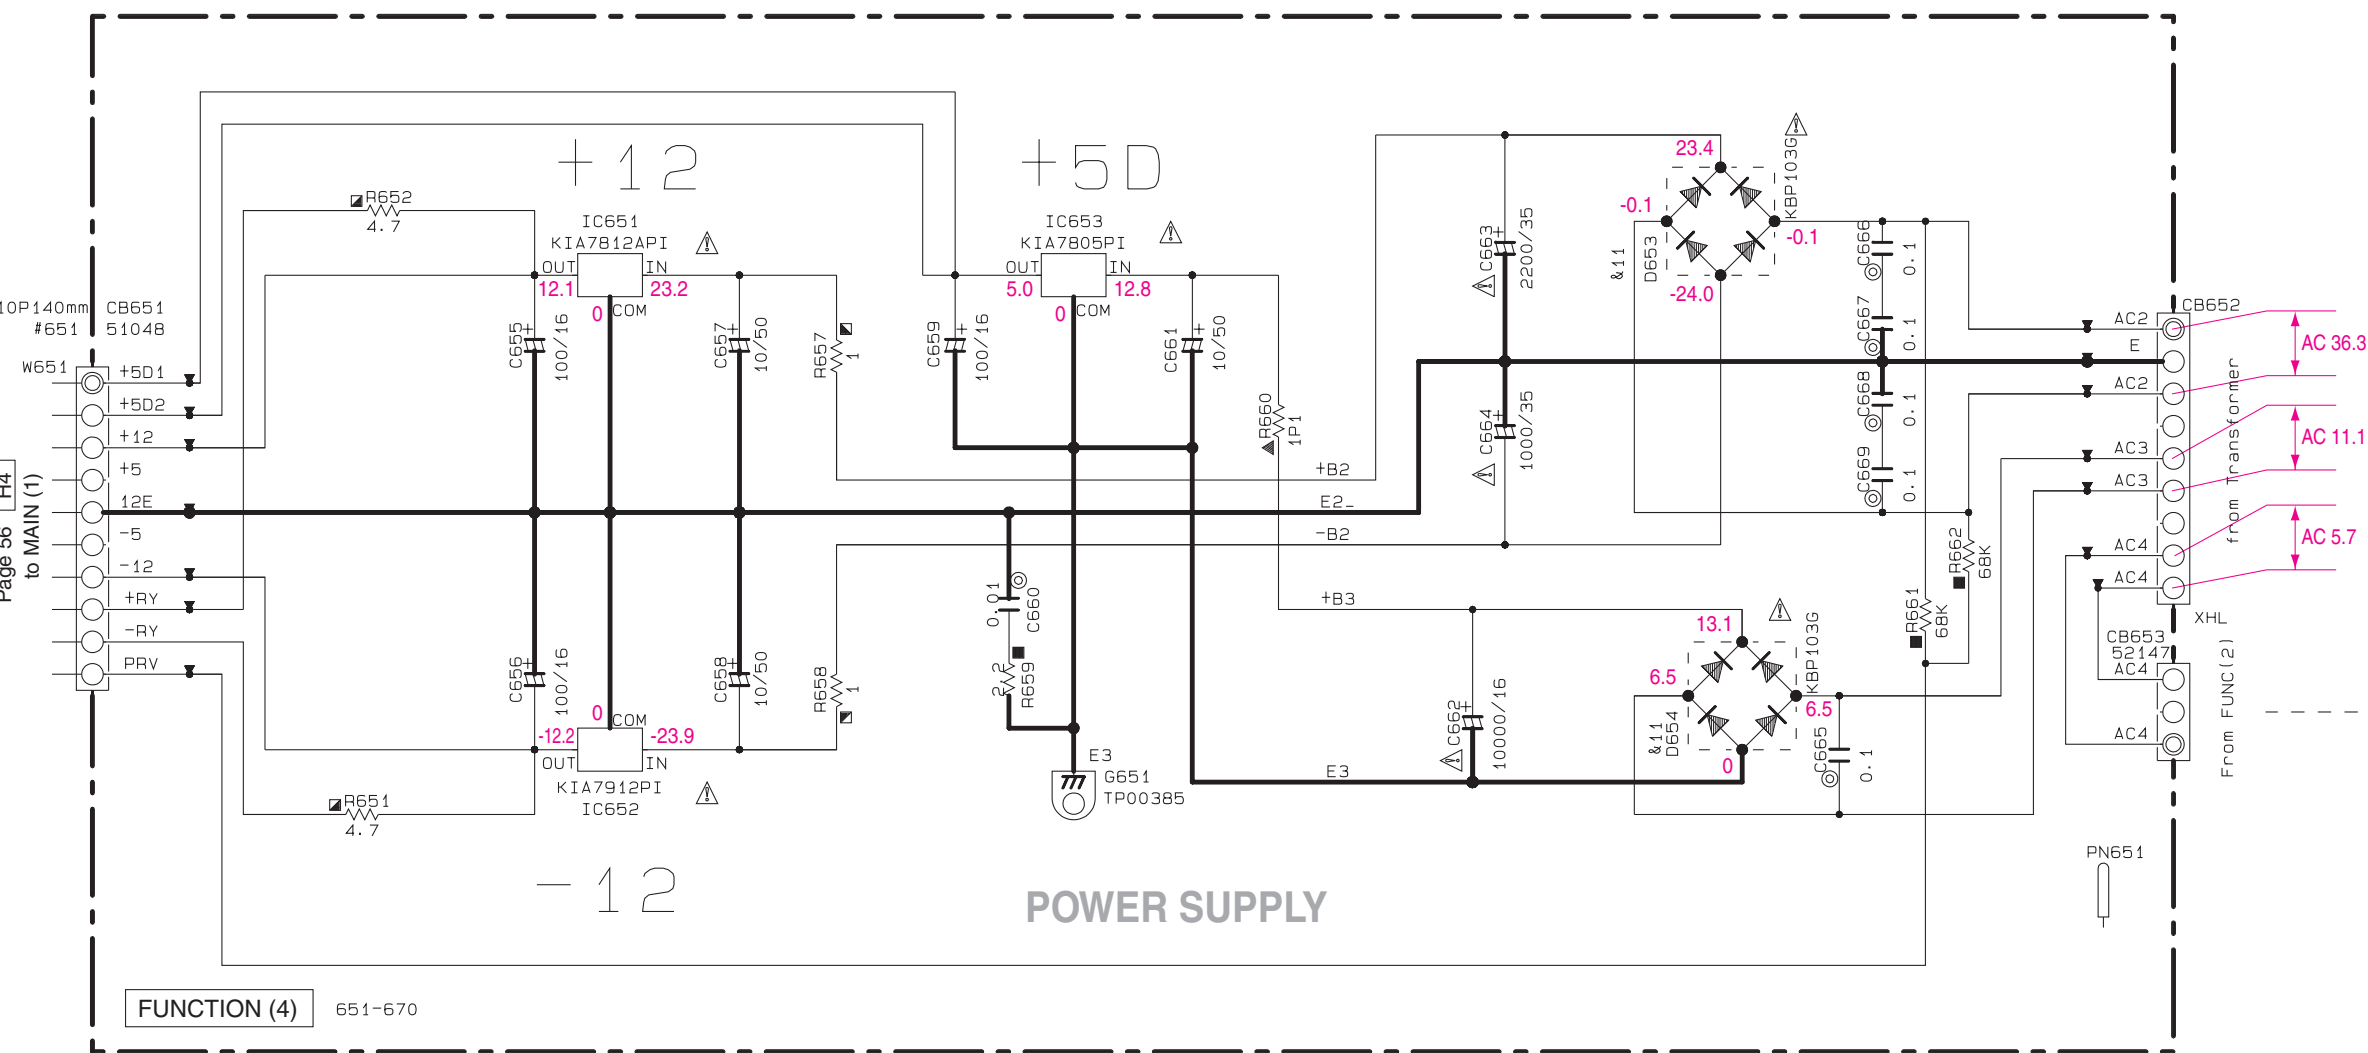 +12
+5D
-12
POWER SUPPLY
FUNCTION (4)
651-670
Page 56 H4
to MAIN (1)
10P140mm
#651
CB651
51048
W651
+5D1
+5D2
+12
+5
12E
-5
-12
+RY
-RY
PRV
R652
4.7
IC651
KIA7812API
OUT
IN
12.1
23.2
0
COM
C655
100/16
C657
10/50
R657
1
C656
100/16
C658
10/50
R658
1
0
COM
-12.2
-23.9
OUT
IN
KIA7912PI
IC652
R651
4.7
IC653
KIA7805PI
OUT
IN
5.0
12.8
0
COM
C659
100/16
C661
10/50
R660
1P1
+B2
E2
-B2
+B3
E3
0.01
C660
2.2
R659
E3
G651
TP00385
C663
2200/35
C664
1000/35
C662
10000/16
23.4
-0.1
-0.1
-24.0
&11
D653
KBP103G
C666
0.1
C667
0.1
C668
0.1
C669
0.1
R662
68K
R661
68K
13.1
6.5
6.5
0
&11
D654
KBP103G
C665
0.1
CB652
AC2
E
AC2
AC3
AC3
AC4
AC4
from Transformer
AC 36.3
AC 11.1
AC 5.7
XHL
CB653
52147
AC4
AC4
From FUNC(2)
PN651